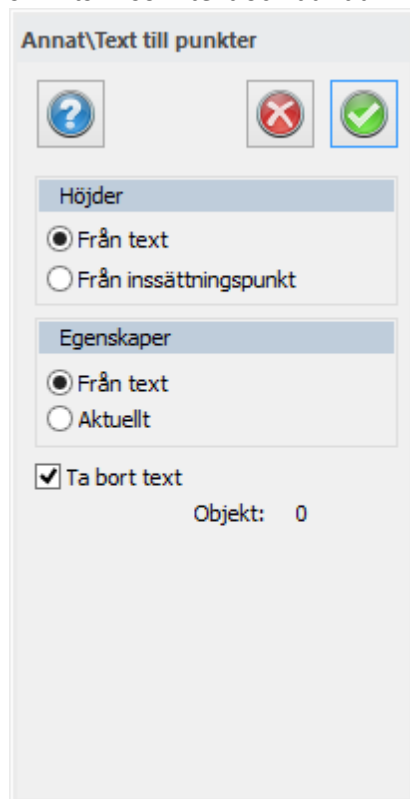 Annat\Text till punkter
Höjder
Från text
Från inssättningspunkt
Egenskaper
Från text
Aktuellt
Ta bort text
Objekt: 0